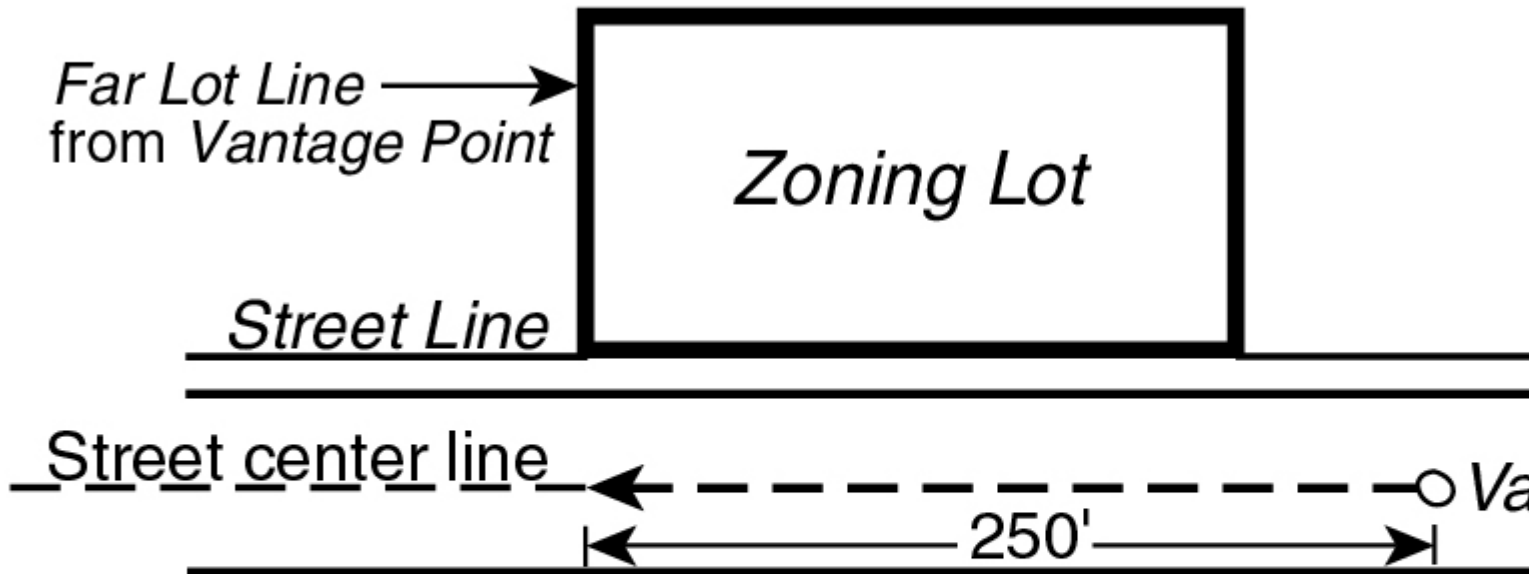 Far Lot Line
from Vantage Point
Zoning Lot
Street Line
Street center line
250'